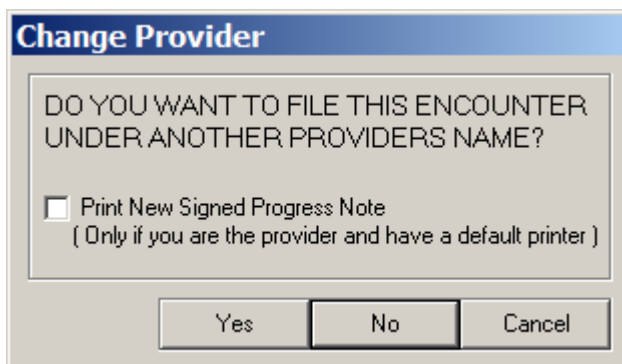 Change Provider
DO YOU WANT TO FILE THIS ENCOUNTER
UNDER ANOTHER PROVIDERS NAME?
Print New Signed Progress Note
( Only if you are the provider and have a default printer )
Yes No Cancel